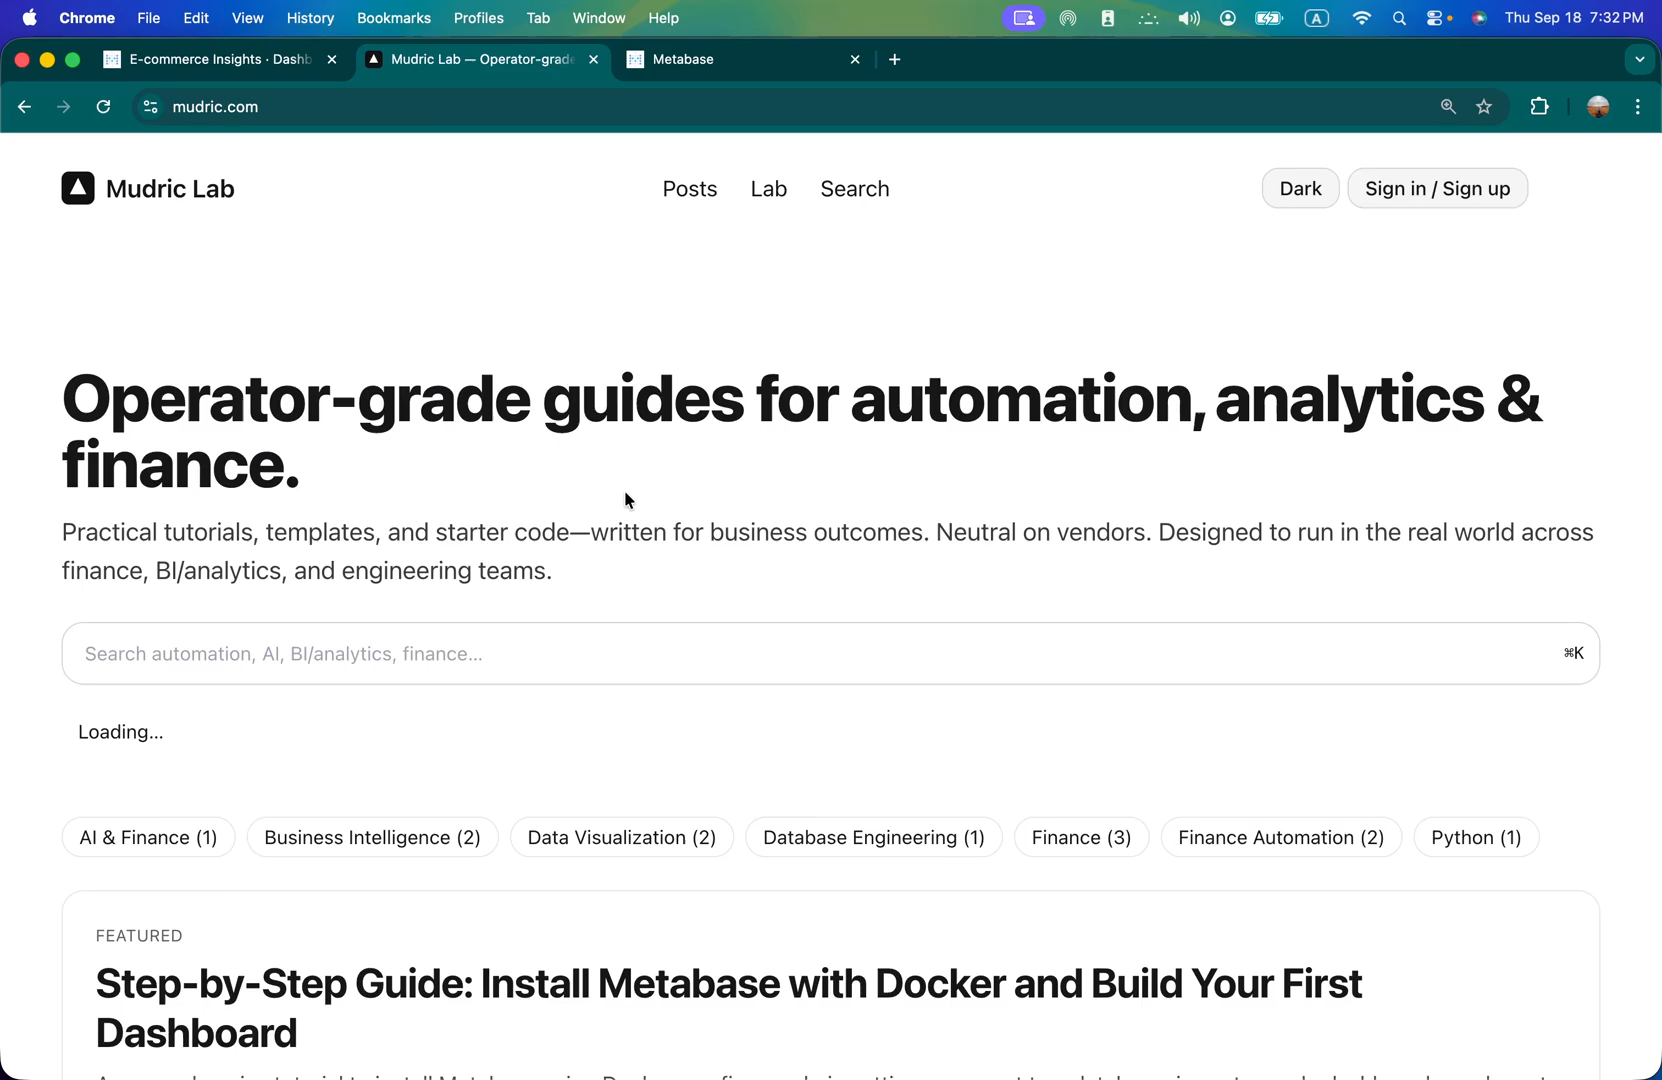 Chrome File Edit View History Bookmarks Profiles Tab Window Help A Thu Sep 18 7:32 PM
E-commerce Insights · Dashb Mudric Lab — Operator-grade Metabase
mudric.com
Mudric Lab Posts Lab Search Dark Sign in / Sign up
Operator-grade guides for automation, analytics &
finance.
Practical tutorials, templates, and starter code—written for business outcomes. Neutral on vendors. Designed to run in the real world across
finance, BI/analytics, and engineering teams.
Search automation, AI, BI/analytics, finance... ⌘K
Loading...
AI & Finance (1) Business Intelligence (2) Data Visualization (2) Database Engineering (1) Finance (3) Finance Automation (2) Python (1)
FEATURED
Step-by-Step Guide: Install Metabase with Docker and Build Your First
Dashboard